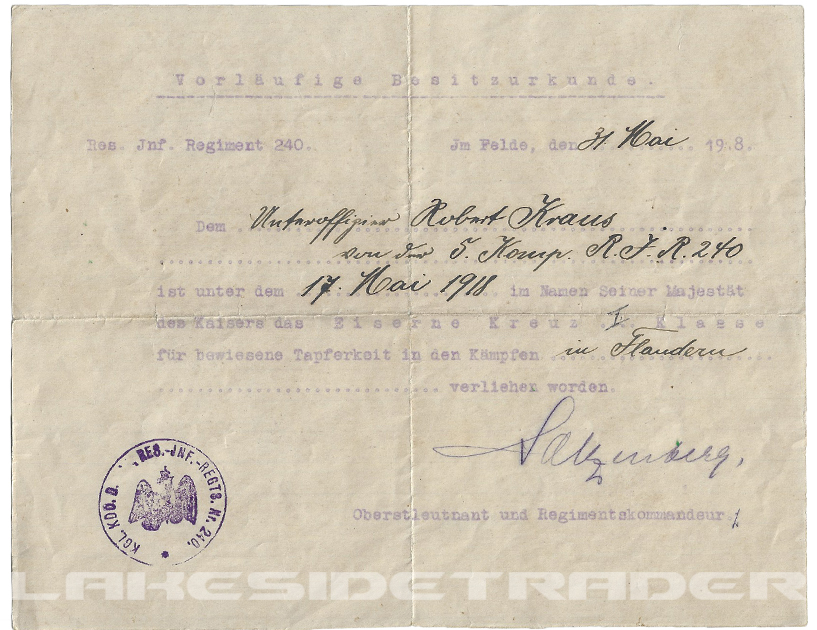 Vorläufige Besitzurkunde.
Res. Jnf. Regiment 240. Jm Felde, den 31 Mai 1918.
Dem Unteroffizier Robert Kraus
von der 5. Komp. R.J.R. 240
ist unter dem 17. Mai 1918 im Namen Seiner Majestät
des Kaisers das Eiserne Kreuz I. Klasse
für bewiesene Tapferkeit in den Kämpfen in Flandern
verliehen worden.
Oberstleutnant und Regimentskommandeur
KGL. KDO. D. RES.-JNF.-REGTS. Nr. 240.
LAKESIDETRADER